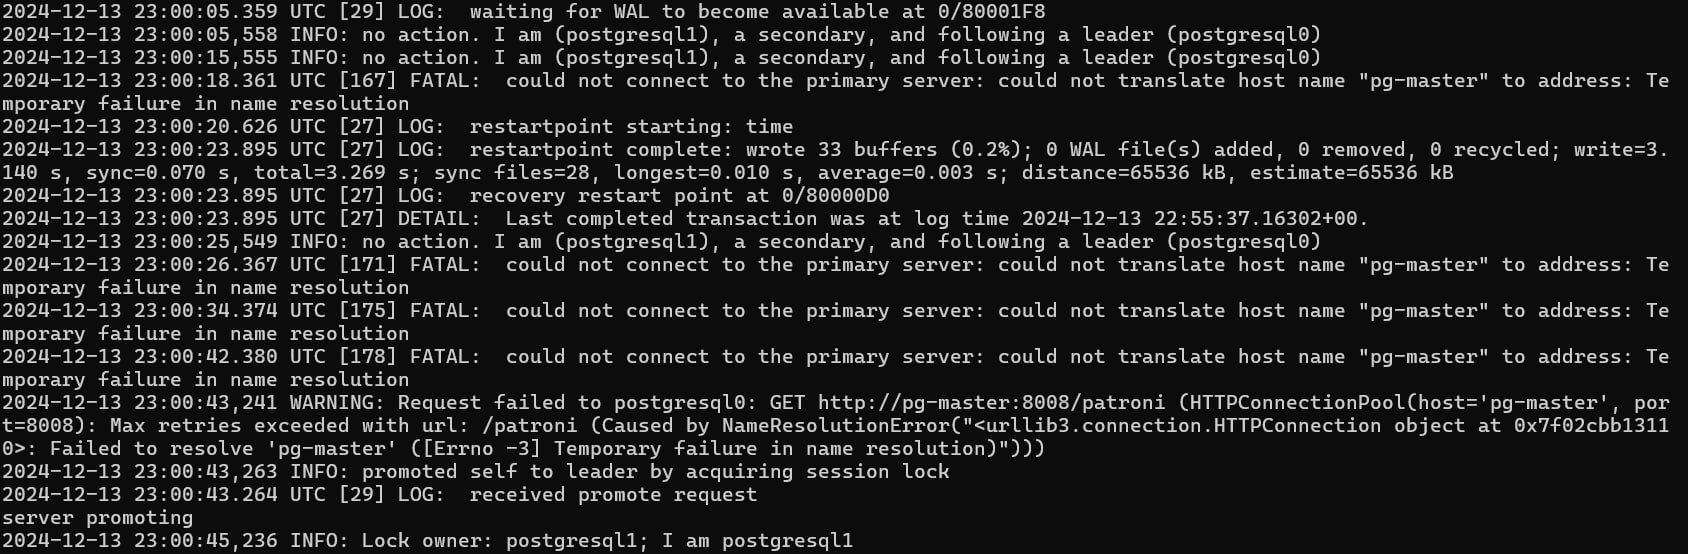 2024-12-13 23:00:05.359 UTC [29] LOG:  waiting for WAL to become available at 0/80001F8
2024-12-13 23:00:05,558 INFO: no action. I am (postgresql1), a secondary, and following a leader (postgresql0)
2024-12-13 23:00:15,555 INFO: no action. I am (postgresql1), a secondary, and following a leader (postgresql0)
2024-12-13 23:00:18.361 UTC [167] FATAL:  could not connect to the primary server: could not translate host name "pg-master" to address: Te
mporary failure in name resolution
2024-12-13 23:00:20.626 UTC [27] LOG:  restartpoint starting: time
2024-12-13 23:00:23.895 UTC [27] LOG:  restartpoint complete: wrote 33 buffers (0.2%); 0 WAL file(s) added, 0 removed, 0 recycled; write=3.
140 s, sync=0.070 s, total=3.269 s; sync files=28, longest=0.010 s, average=0.003 s; distance=65536 kB, estimate=65536 kB
2024-12-13 23:00:23.895 UTC [27] LOG:  recovery restart point at 0/80000D0
2024-12-13 23:00:23.895 UTC [27] DETAIL:  Last completed transaction was at log time 2024-12-13 22:55:37.16302+00.
2024-12-13 23:00:25,549 INFO: no action. I am (postgresql1), a secondary, and following a leader (postgresql0)
2024-12-13 23:00:26.367 UTC [171] FATAL:  could not connect to the primary server: could not translate host name "pg-master" to address: Te
mporary failure in name resolution
2024-12-13 23:00:34.374 UTC [175] FATAL:  could not connect to the primary server: could not translate host name "pg-master" to address: Te
mporary failure in name resolution
2024-12-13 23:00:42.380 UTC [178] FATAL:  could not connect to the primary server: could not translate host name "pg-master" to address: Te
mporary failure in name resolution
2024-12-13 23:00:43,241 WARNING: Request failed to postgresql0: GET http://pg-master:8008/patroni (HTTPConnectionPool(host='pg-master', por
t=8008): Max retries exceeded with url: /patroni (Caused by NameResolutionError("<urllib3.connection.HTTPConnection object at 0x7f02cbb1311
0>: Failed to resolve 'pg-master' ([Errno -3] Temporary failure in name resolution)")))
2024-12-13 23:00:43,263 INFO: promoted self to leader by acquiring session lock
2024-12-13 23:00:43.264 UTC [29] LOG:  received promote request
server promoting
2024-12-13 23:00:45,236 INFO: Lock owner: postgresql1; I am postgresql1